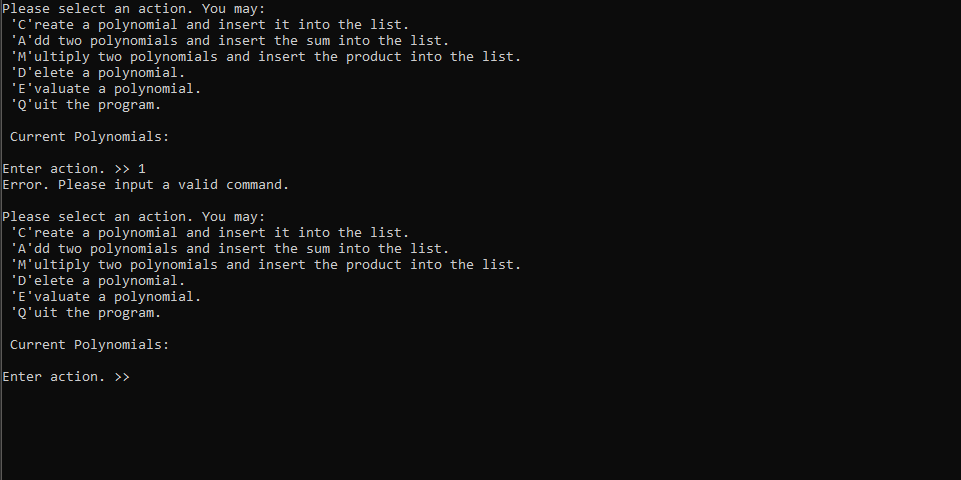 Please select an action. You may:
'C'reate a polynomial and insert it into the list.
'A'dd two polynomials and insert the sum into the list.
'M'ultiply two polynomials and insert the product into the list.
'D'elete a polynomial.
'E'valuate a polynomial.
'Q'uit the program.
Current Polynomials:
Enter action. >> 1
Error. Please input a valid command.
Please select an action. You may:
'C'reate a polynomial and insert it into the list.
'A'dd two polynomials and insert the sum into the list.
'M'ultiply two polynomials and insert the product into the list.
'D'elete a polynomial.
'E'valuate a polynomial.
'Q'uit the program.
Current Polynomials:
Enter action. >>